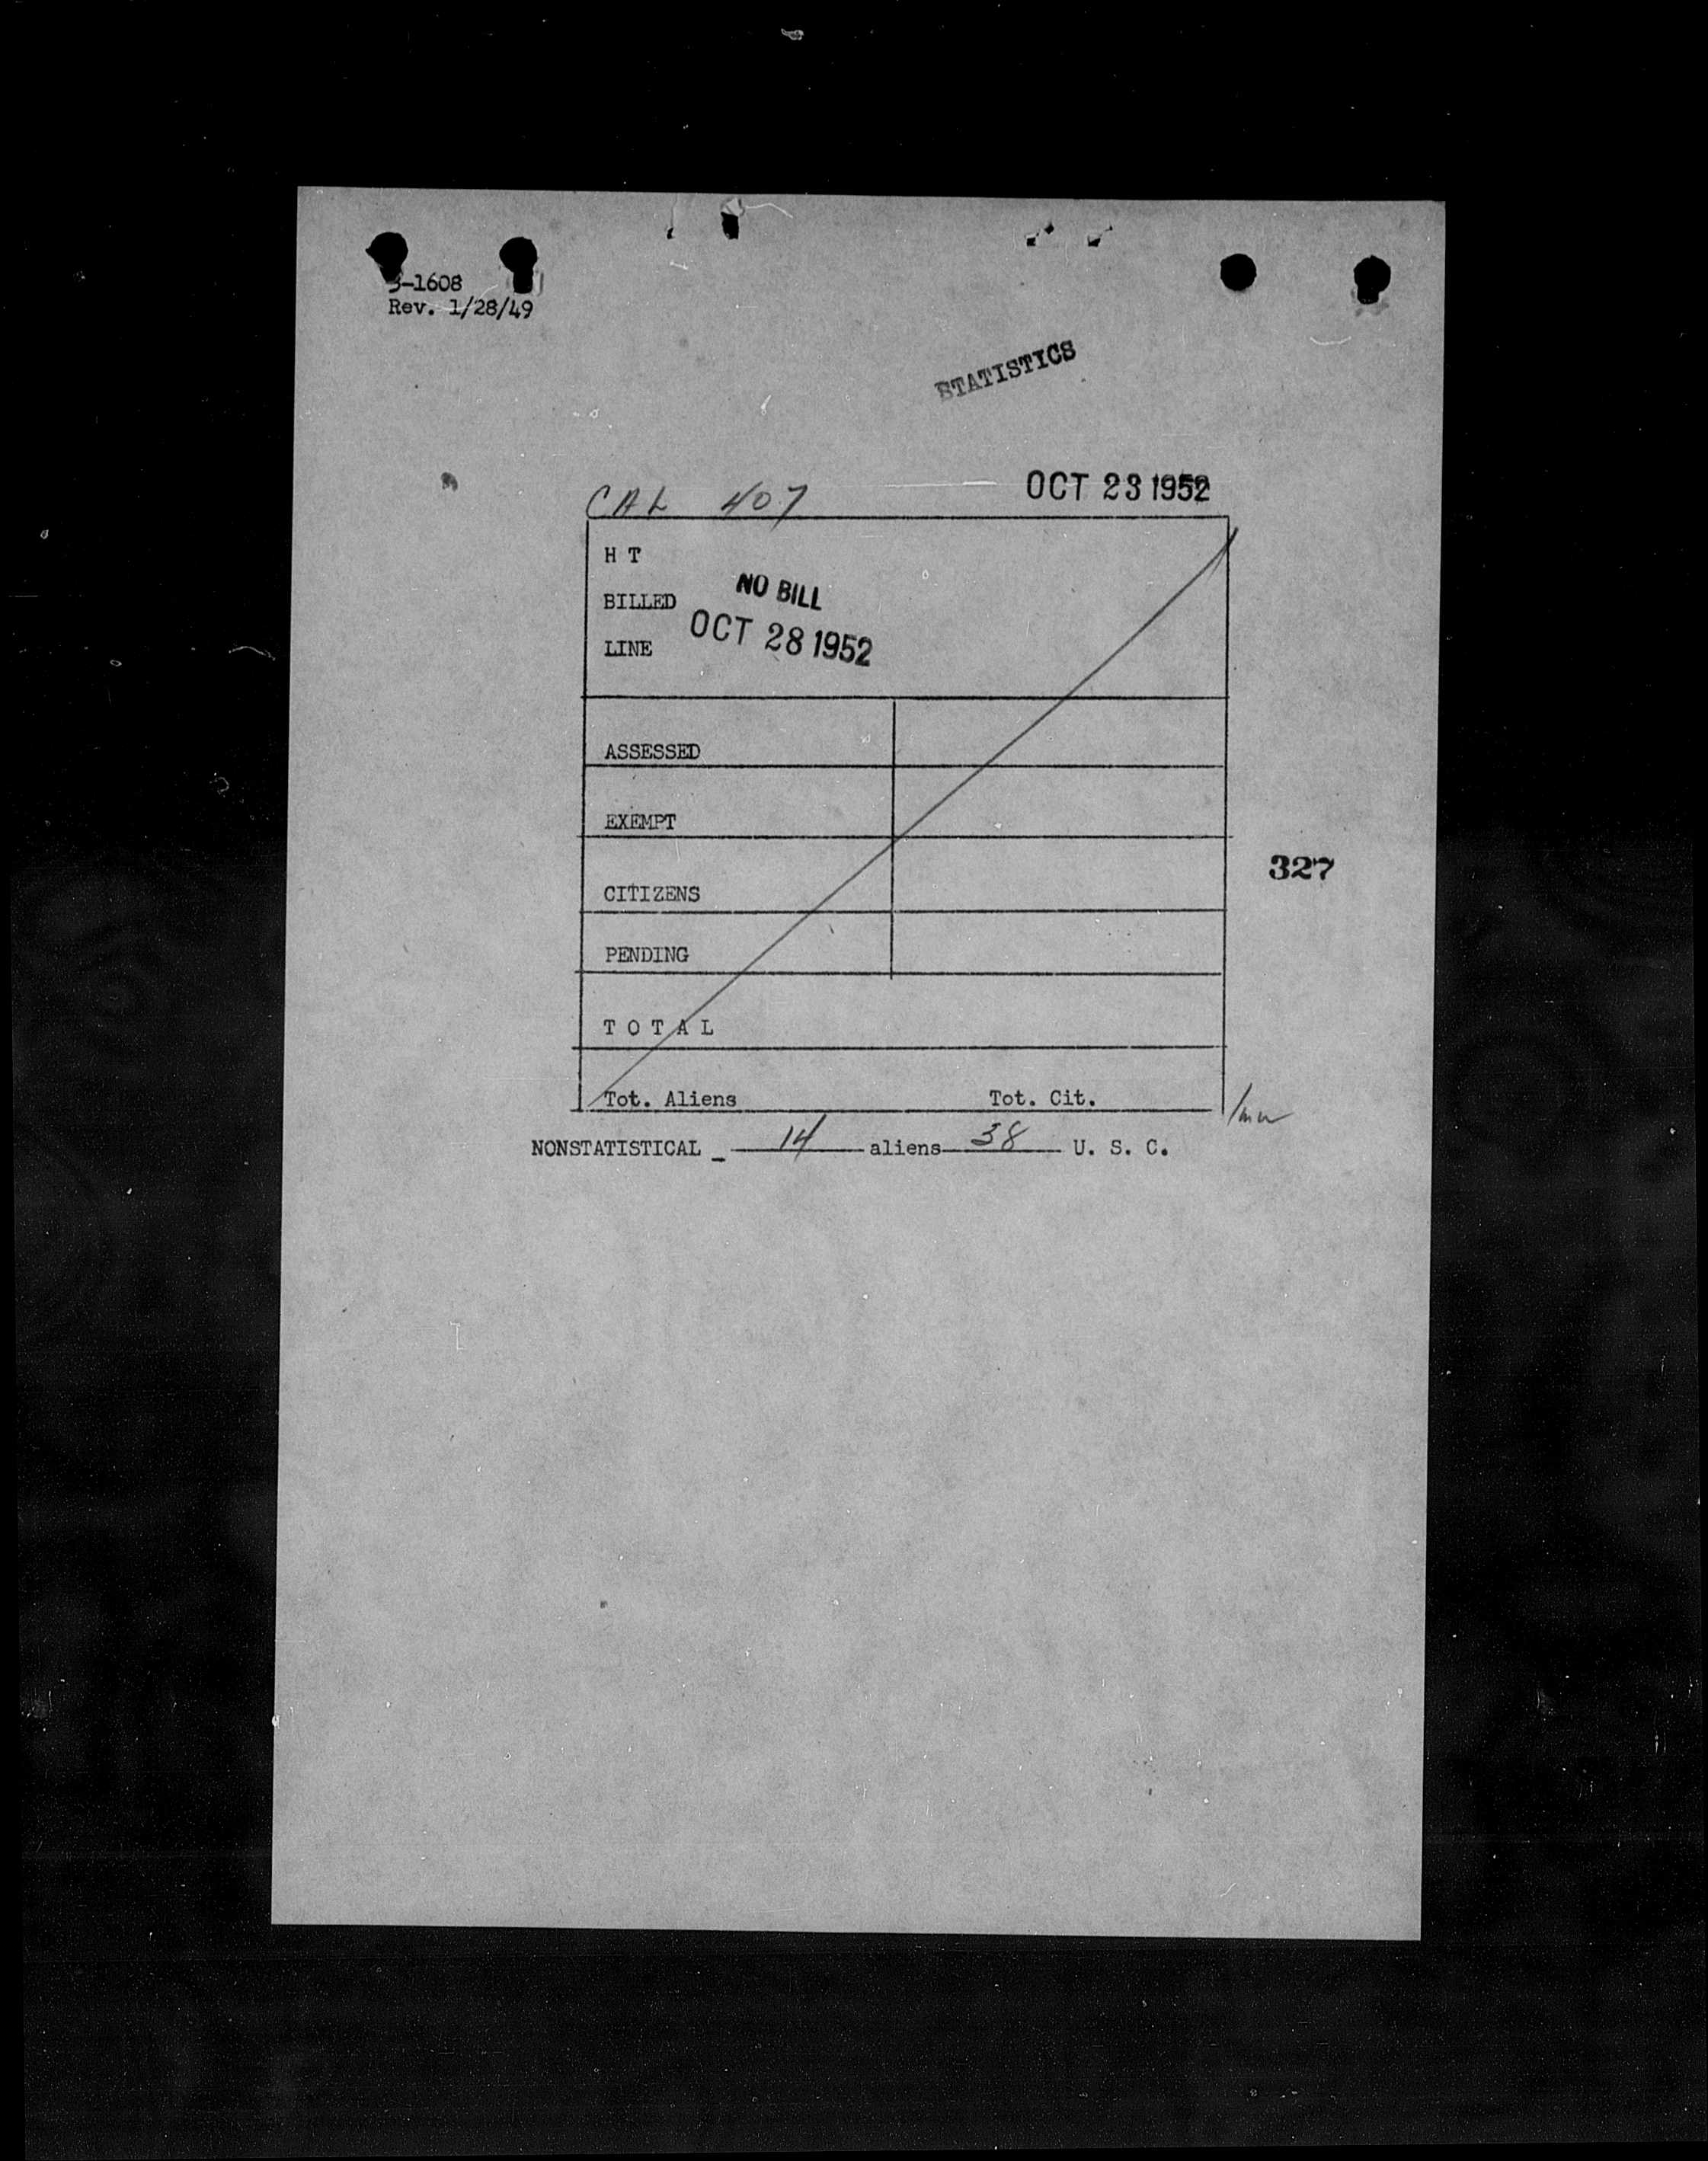 3-1608
Rev. 1/28/49
STATISTICS
CAL 407
OCT 23 1952
H T
BILLED
NO BILL
LINE
OCT 28 1952
ASSESSED
EXEMPT
327
CITIZENS
PENDING
T O T A L
Tot. Aliens Tot. Cit.
NONSTATISTICAL - 14 aliens 38 U. S. C.